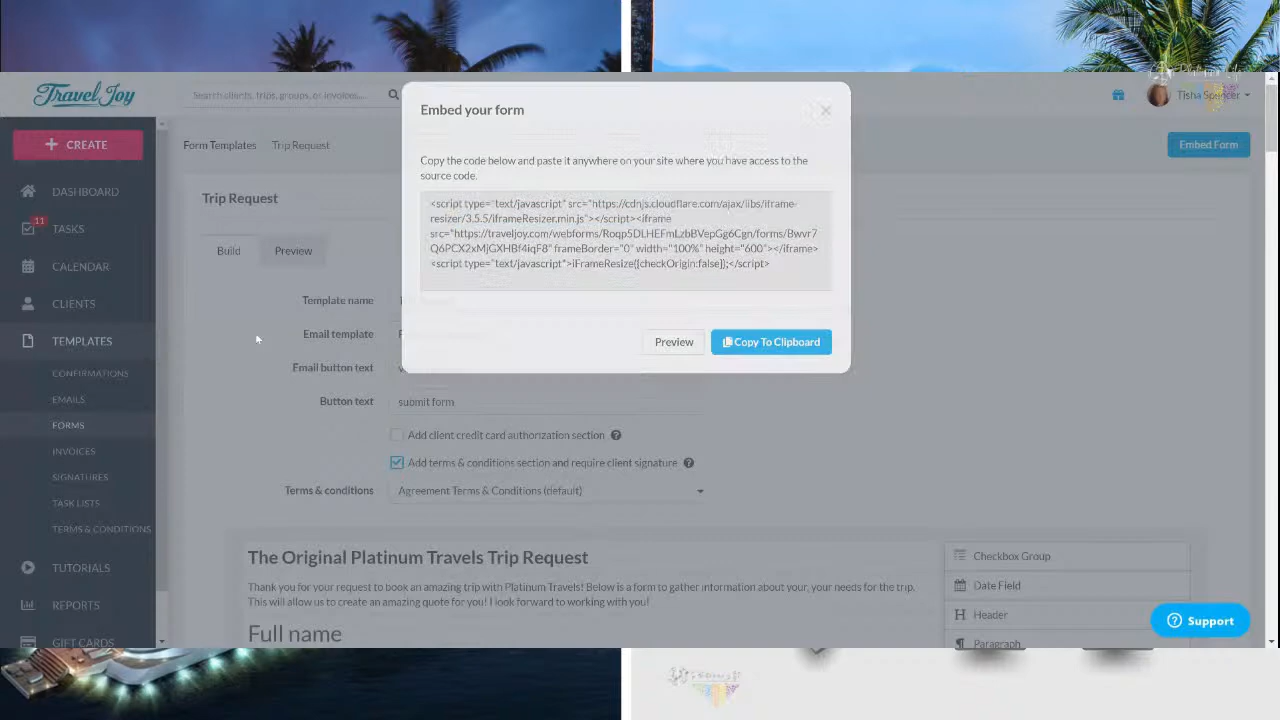 Travel Joy
Search clients, trips, groups, or invoices...
Tisha Spencer
CREATE
DASHBOARD
11
TASKS
CALENDAR
CLIENTS
TEMPLATES
CONFIRMATIONS
EMAILS
FORMS
INVOICES
SIGNATURES
TASK LISTS
TERMS & CONDITIONS
TUTORIALS
REPORTS
GIFT CARDS
Form Templates Trip Request
Embed Form
Trip Request
Build Preview
Embed your form
Copy the code below and paste it anywhere on your site where you have access to the
source code.
<script type="text/javascript" src="https://cdnjs.cloudflare.com/ajax/libs/iframe-
resizer/3.5.5/iframeResizer.min.js"></script><iframe
src="https://traveljoy.com/webforms/Roqp5DLHEFmLzbBVepGg6Cgn/forms/Bwvr7
Q6PCX2xMjGXHBf4iqF8" frameBorder="0" width="100%" height="600"></iframe>
<script type="text/javascript">iFrameResize({checkOrigin:false});</script>
Preview
Copy To Clipboard
Template name
Email template
Email button text
Button text submit form
Add client credit card authorization section
Add terms & conditions section and require client signature
Terms & conditions Agreement Terms & Conditions (default)
The Original Platinum Travels Trip Request
Thank you for your request to book an amazing trip with Platinum Travels! Below is a form to gather information about your, your needs for the trip.
This will allow us to create an amazing quote for you! I look forward to working with you!
Full name
Checkbox Group
Date Field
Header
Paragraph
Support